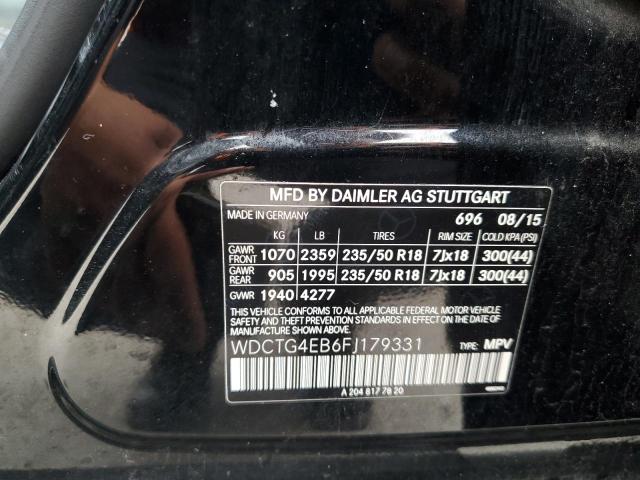 MFD BY DAIMLER AG STUTTGART
MADE IN GERMANY 696 08/15
KG LB TIRES RIM SIZE COLD KPA(PSI)
GAWR FRONT 1070 2359 235/50 R18 7Jx18 300(44)
GAWR REAR 905 1995 235/50 R18 7Jx18 300(44)
GVWR 1940 4277
THIS VEHICLE CONFORMS TO ALL APPLICABLE FEDERAL MOTOR VEHICLE
SAFETY BUMPER, AND THEFT PREVENTION STANDARDS IN EFFECT ON THE
DATE OF MANUFACTURE SHOWN ABOVE.
WDCTG4EB6FJ179331 TYPE: MPV
A 204 817 78 20